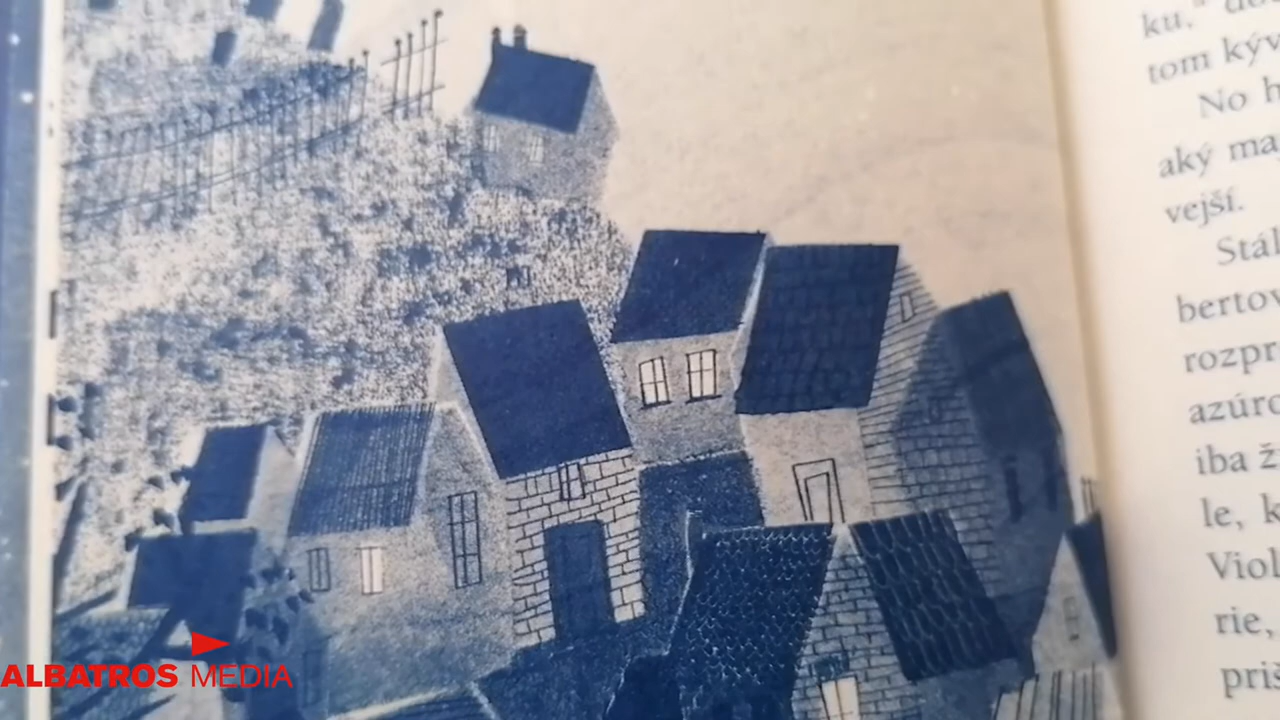 ku."
tom kýv
No h
aký ma
vejší.
Stál
bertov
rozpr
azúro
iba ž
le, k
Viol
rie,
priš
ALBATROS MEDIA